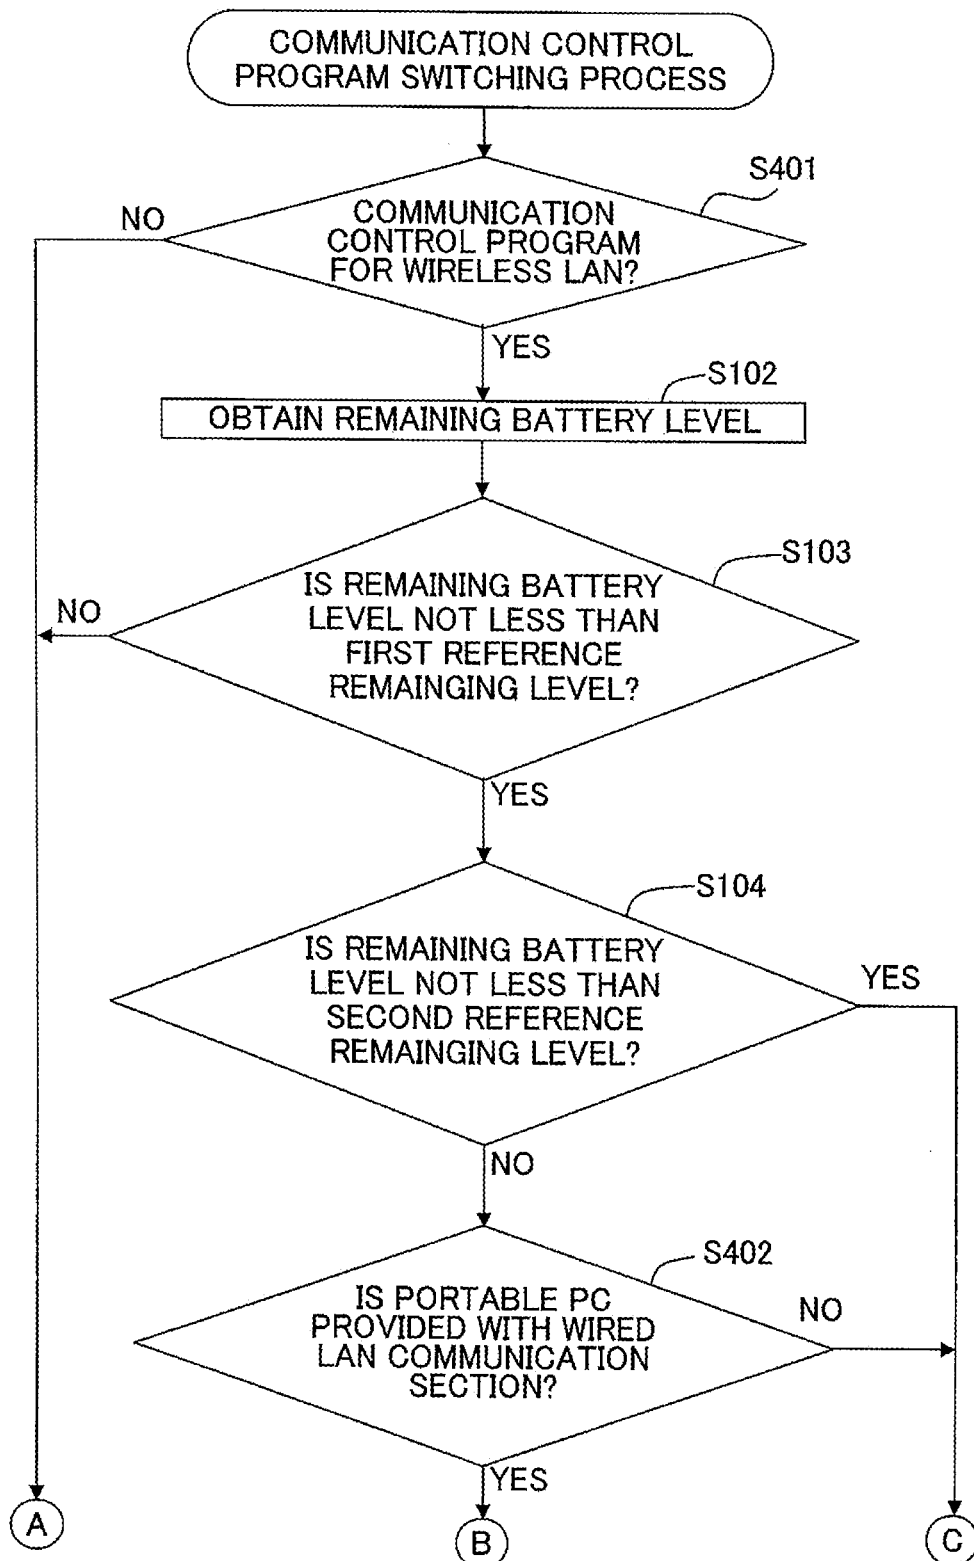 COMMUNICATION CONTROL
PROGRAM SWITCHING PROCESS
S401
NO
COMMUNICATION
CONTROL PROGRAM
FOR WIRELESS LAN?
YES
S102
OBTAIN REMAINING BATTERY LEVEL
S103
IS REMAINING BATTERY
LEVEL NOT LESS THAN
FIRST REFERENCE
REMAINGING LEVEL?
NO
YES
S104
IS REMAINING BATTERY
LEVEL NOT LESS THAN
SECOND REFERENCE
REMAINGING LEVEL?
YES
NO
S402
IS PORTABLE PC
PROVIDED WITH WIRED
LAN COMMUNICATION
SECTION?
NO
YES
A
B
C